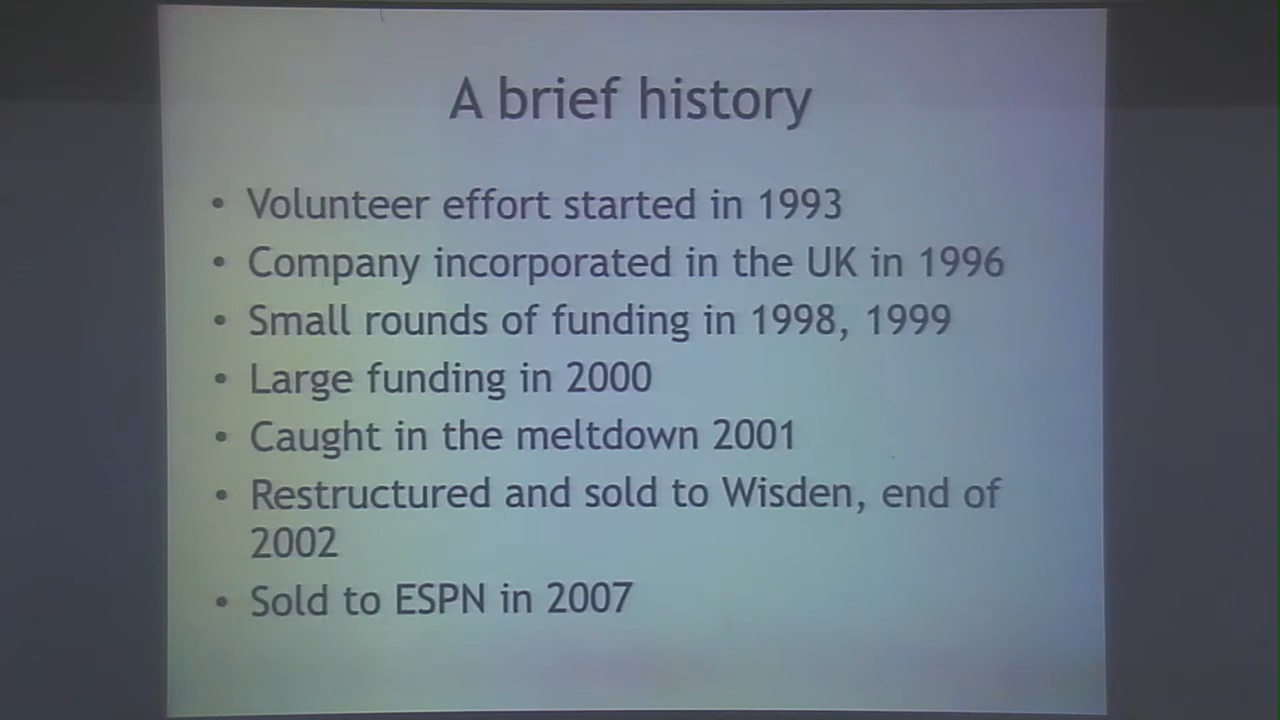 A brief history
• Volunteer effort started in 1993
• Company incorporated in the UK in 1996
• Small rounds of funding in 1998, 1999
• Large funding in 2000
• Caught in the meltdown 2001
• Restructured and sold to Wisden, end of
2002
• Sold to ESPN in 2007